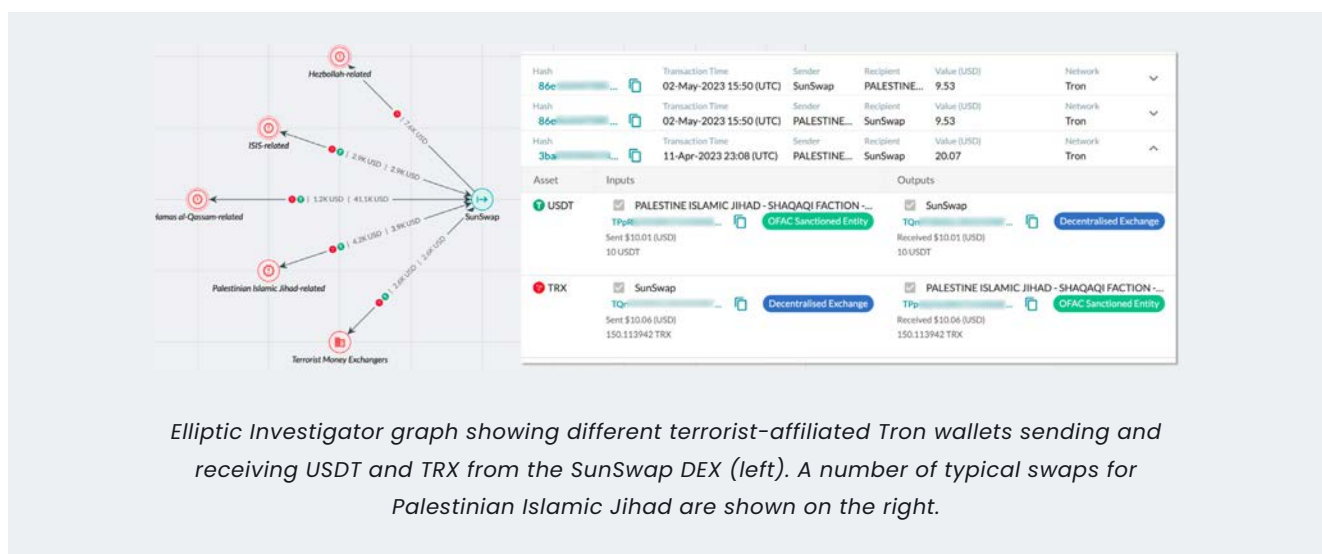 Hezbollah-related
7.6K USD
ISIS-related
2.9K USD | 2.9K USD
Hamas al-Qassam-related
1.2K USD | 41.1K USD
SunSwap
4.2K USD | 3.9K USD
Palestinian Islamic Jihad-related
2.6K USD
Terrorist Money Exchangers
Hash Transaction Time Sender Recipient Value (USD) Network
86e ... 02-May-2023 15:50 (UTC) SunSwap PALESTINE... 9.53 Tron
Hash Transaction Time Sender Recipient Value (USD) Network
86e ... 02-May-2023 15:50 (UTC) PALESTINE... SunSwap 9.53 Tron
Hash Transaction Time Sender Recipient Value (USD) Network
3ba ... 11-Apr-2023 23:08 (UTC) PALESTINE... SunSwap 20.07 Tron
Asset Inputs Outputs
USDT PALESTINE ISLAMIC JIHAD - SHAQAQI FACTION -... SunSwap
TPpR ... OFAC Sanctioned Entity TQn ... Decentralised Exchange
Sent $10.01 (USD) Received $10.01 (USD)
10 USDT 10 USDT
TRX SunSwap PALESTINE ISLAMIC JIHAD - SHAQAQI FACTION -...
... Decentralised Exchange TPp ... OFAC Sanctioned Entity
Sent $10.06 (USD) Received $10.06 (USD)
150.113942 TRX 150.113942 TRX
Elliptic Investigator graph showing different terrorist-affiliated Tron wallets sending and
receiving USDT and TRX from the SunSwap DEX (left). A number of typical swaps for
Palestinian Islamic Jihad are shown on the right.